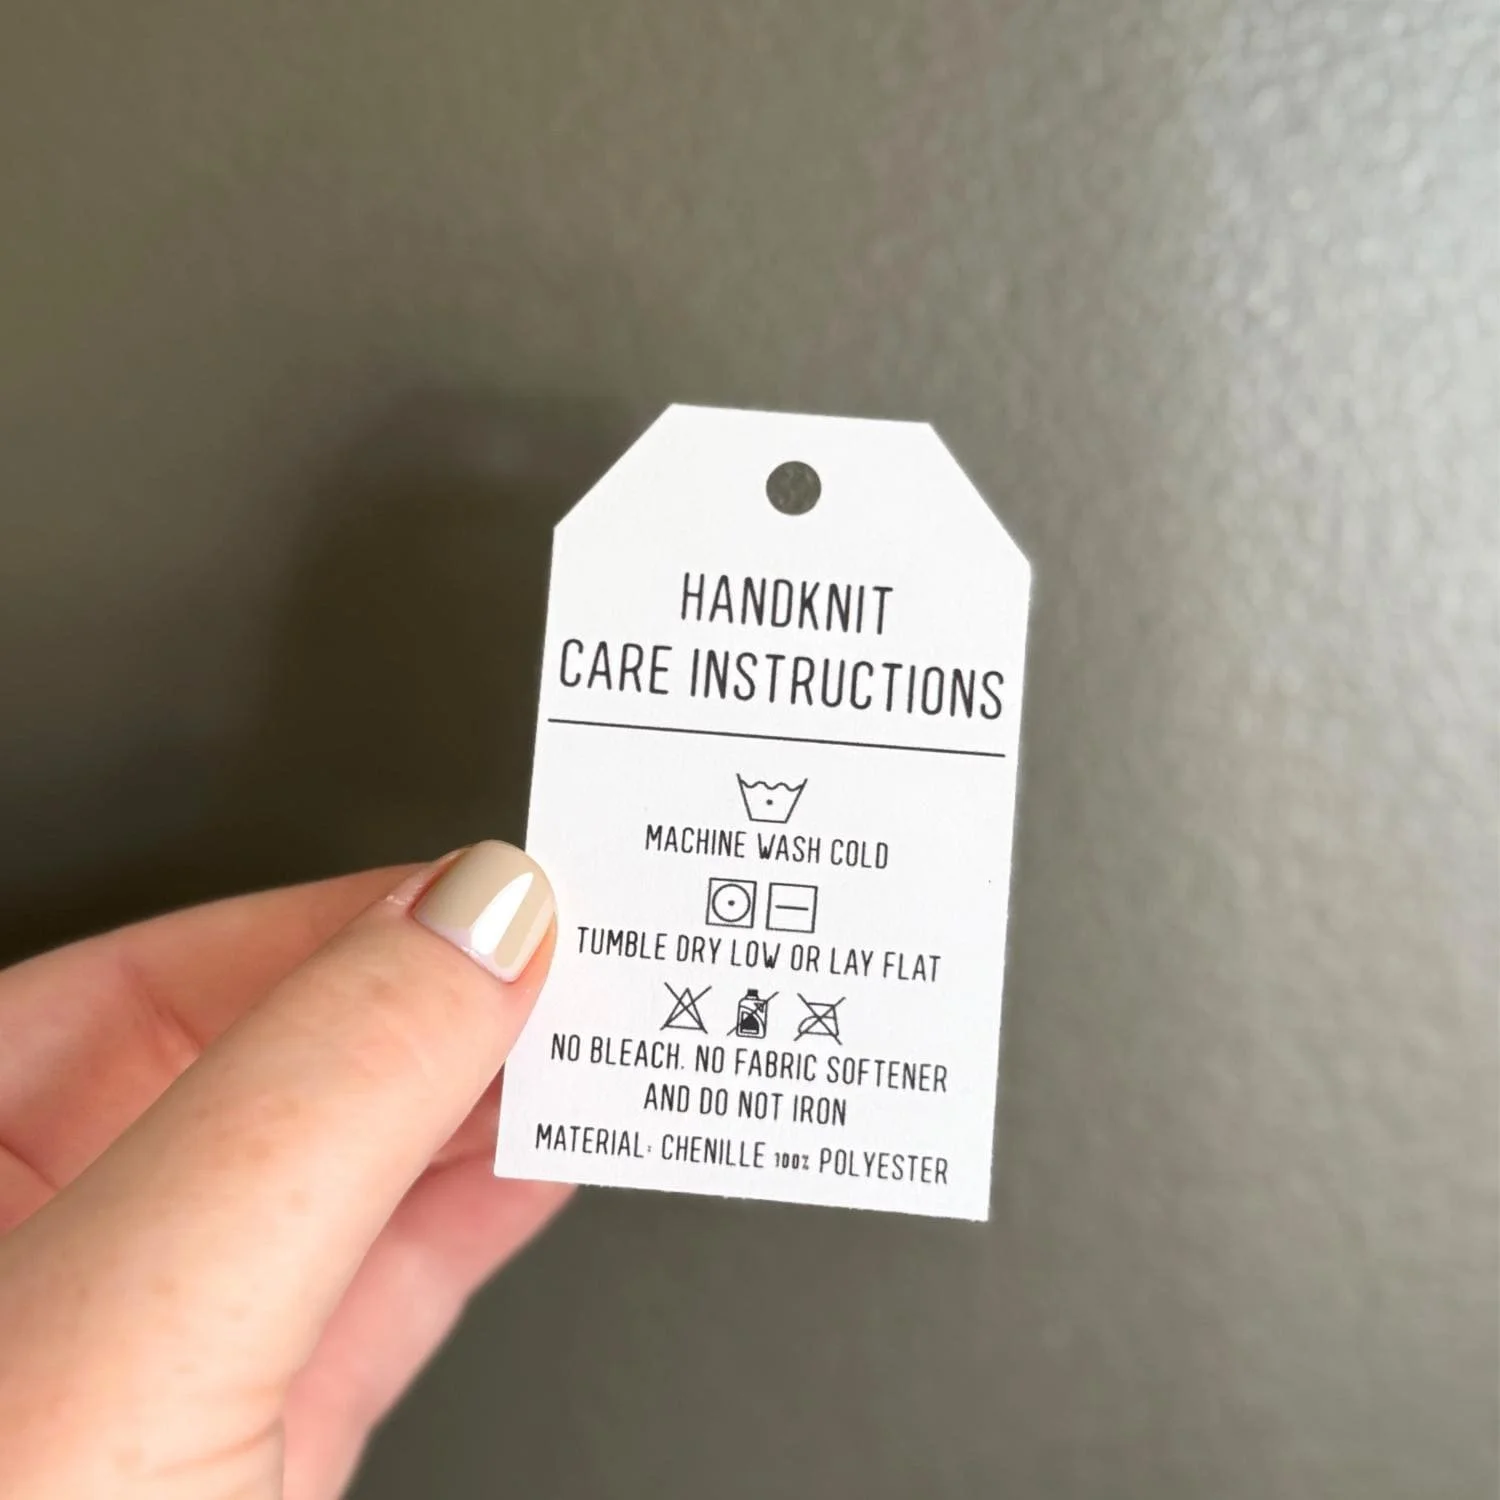 HANDKNIT
CARE INSTRUCTIONS
MACHINE WASH COLD
TUMBLE DRY LOW OR LAY FLAT
NO BLEACH. NO FABRIC SOFTENER
AND DO NOT IRON
MATERIAL: CHENILLE 100% POLYESTER